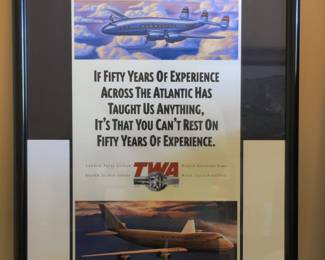 IF FIFTY YEARS OF EXPERIENCE
ACROSS THE ATLANTIC HAS
TAUGHT US ANYTHING,
IT'S THAT YOU CAN'T REST ON
FIFTY YEARS OF EXPERIENCE.
TWA